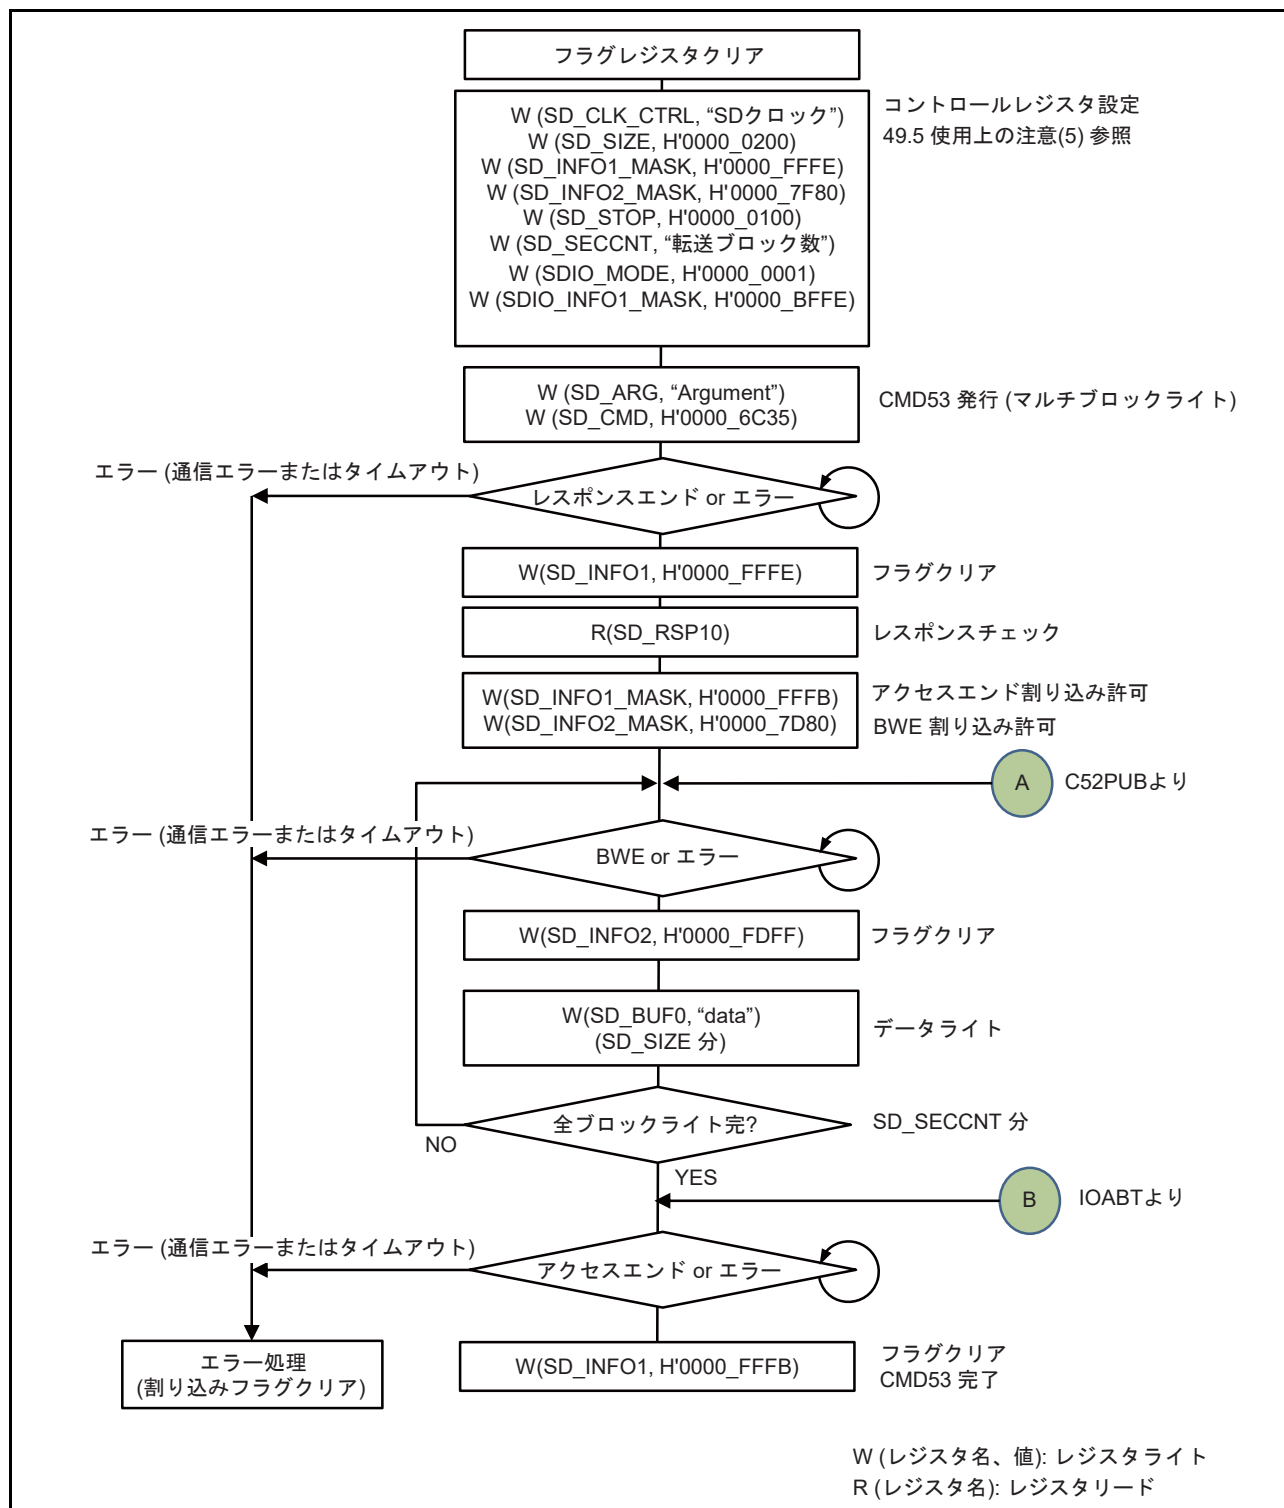 フラグレジスタクリア
W (SD_CLK_CTRL, “SDクロック”)
W (SD_SIZE, H'0000_0200)
W (SD_INFO1_MASK, H'0000_FFFE)
W (SD_INFO2_MASK, H'0000_7F80)
W (SD_STOP, H'0000_0100)
W (SD_SECCNT, “転送ブロック数”)
W (SDIO_MODE, H'0000_0001)
W (SDIO_INFO1_MASK, H'0000_BFFE)
コントロールレジスタ設定
49.5 使用上の注意(5) 参照
W (SD_ARG, “Argument”)
W (SD_CMD, H'0000_6C35)
CMD53 発行 (マルチブロックライト)
エラー (通信エラーまたはタイムアウト)
レスポンスエンド or エラー
W(SD_INFO1, H'0000_FFFE)
フラグクリア
R(SD_RSP10)
レスポンスチェック
W(SD_INFO1_MASK, H'0000_FFFB)
W(SD_INFO2_MASK, H'0000_7D80)
アクセスエンド割り込み許可
BWE 割り込み許可
A
C52PUBより
エラー (通信エラーまたはタイムアウト)
BWE or エラー
W(SD_INFO2, H'0000_FDFF)
フラグクリア
W(SD_BUF0, “data”)
(SD_SIZE 分)
データライト
全ブロックライト完?
SD_SECCNT 分
NO
YES
B
IOABTより
エラー (通信エラーまたはタイムアウト)
アクセスエンド or エラー
エラー処理
(割り込みフラグクリア)
W(SD_INFO1, H'0000_FFFB)
フラグクリア
CMD53 完了
W (レジスタ名、値): レジスタライト
R (レジスタ名): レジスタリード